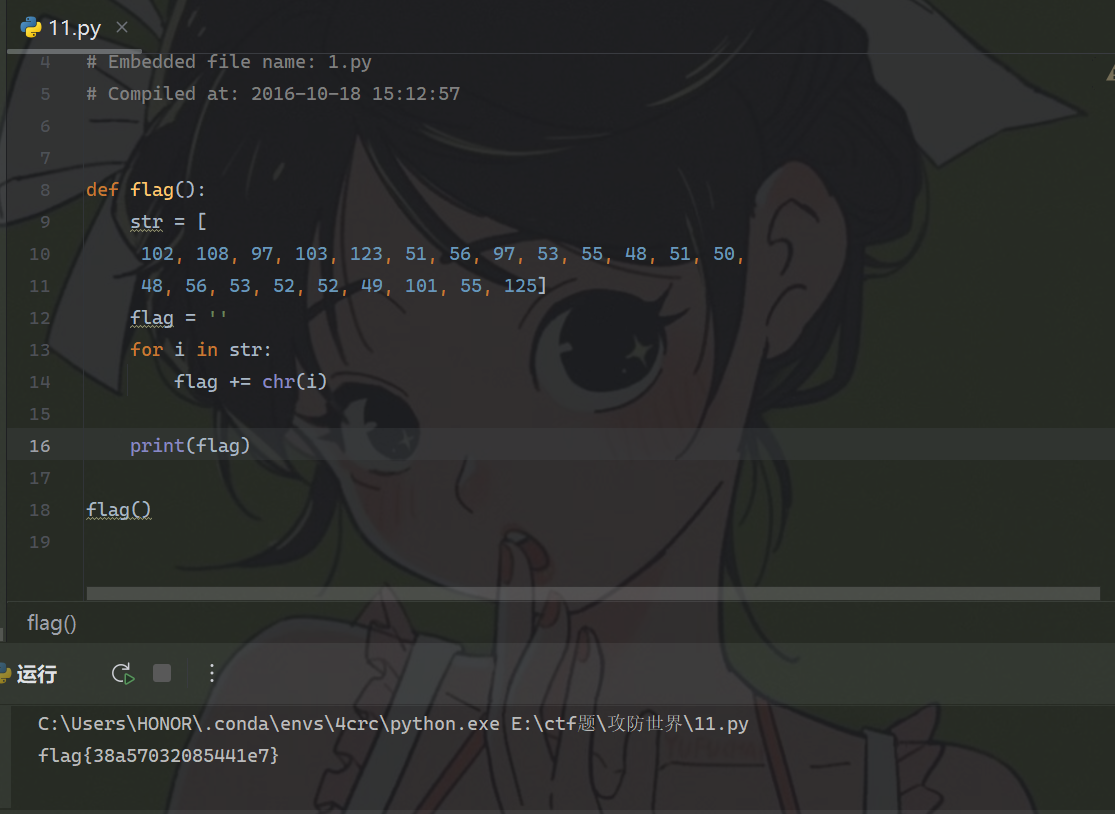 11.py ×
4 # Embedded file name: 1.py
5 # Compiled at: 2016-10-18 15:12:57
6
7
8 def flag():
9 str = [
10 102, 108, 97, 103, 123, 51, 56, 97, 53, 55, 48, 51, 50,
11 48, 56, 53, 52, 52, 49, 101, 55, 125]
12 flag = ''
13 for i in str:
14 flag += chr(i)
15
16 print(flag)
17
18 flag()
19
flag()
运行
C:\Users\HONOR\.conda\envs\4crc\python.exe E:\ctf题\攻防世界\11.py
flag{38a57032085441e7}